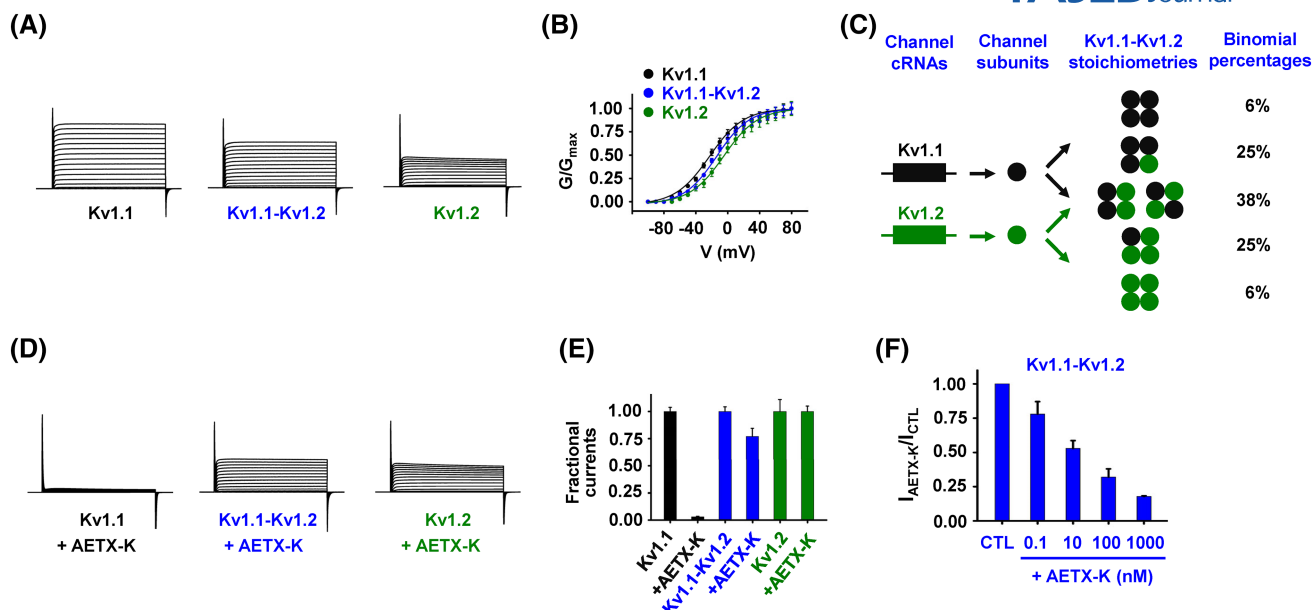 Journal
(A)
Kv1.1
Kv1.1-Kv1.2
Kv1.2
(B)
Kv1.1
Kv1.1-Kv1.2
Kv1.2
G/Gmax
1.00
0.75
0.50
0.25
0.00
-80 -40 0 40 80
V (mV)
(C)
Channel
cRNAs
Channel
subunits
Kv1.1-Kv1.2
stoichiometries
Binomial
percentages
Kv1.1
Kv1.2
6%
25%
38%
25%
6%
(D)
Kv1.1
+ AETX-K
Kv1.1-Kv1.2
+ AETX-K
Kv1.2
+ AETX-K
(E)
Fractional
currents
1.00
0.75
0.50
0.25
0.00
Kv1.1
+AETX-K
Kv1.1-Kv1.2
+AETX-K
Kv1.2
+AETX-K
(F)
Kv1.1-Kv1.2
IAETX-K/ICTL
1.00
0.75
0.50
0.25
0.00
CTL 0.1 10 100 1000
+ AETX-K (nM)